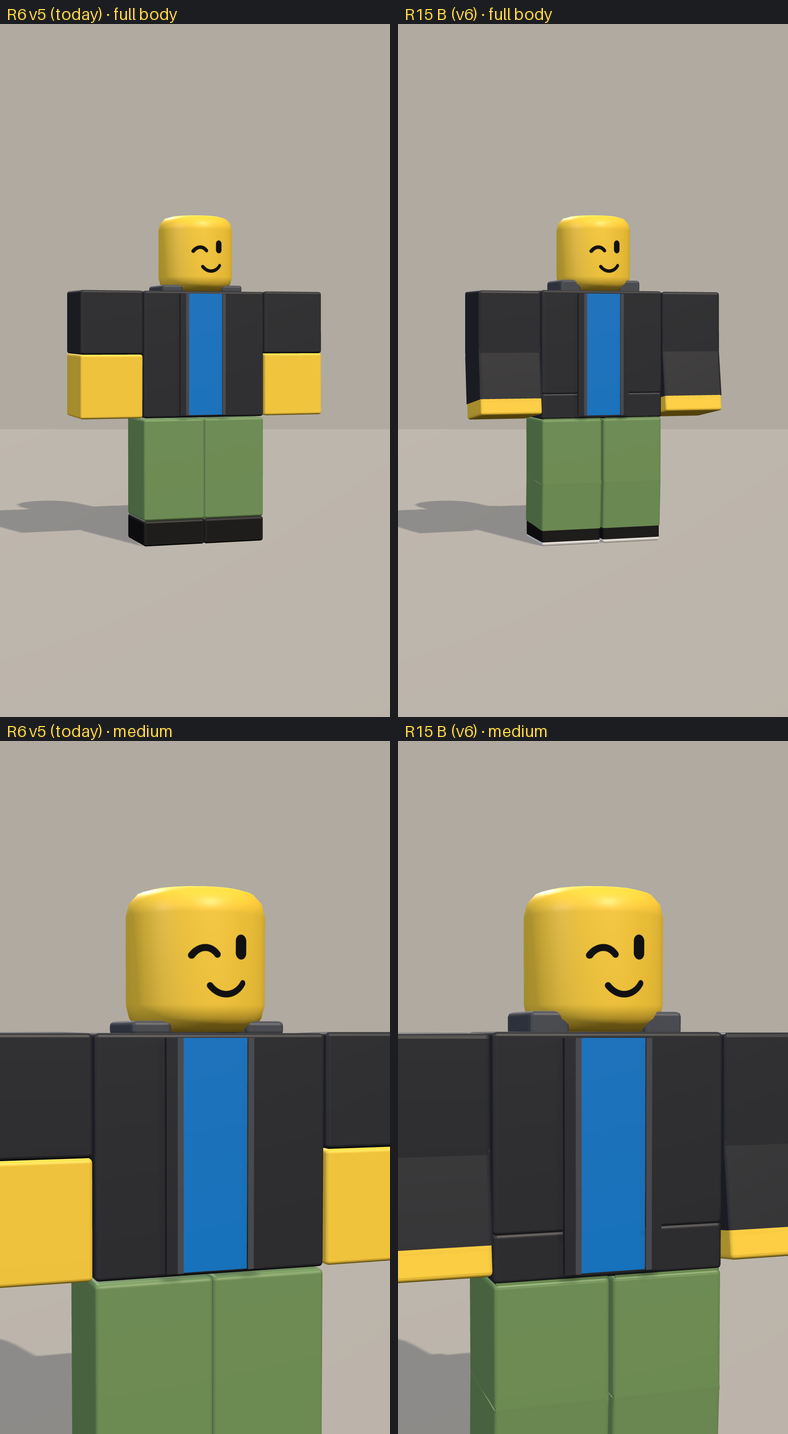 R6 v5 (today) · full body
R15 B (v6) · full body
R6 v5 (today) · medium
R15 B (v6) · medium